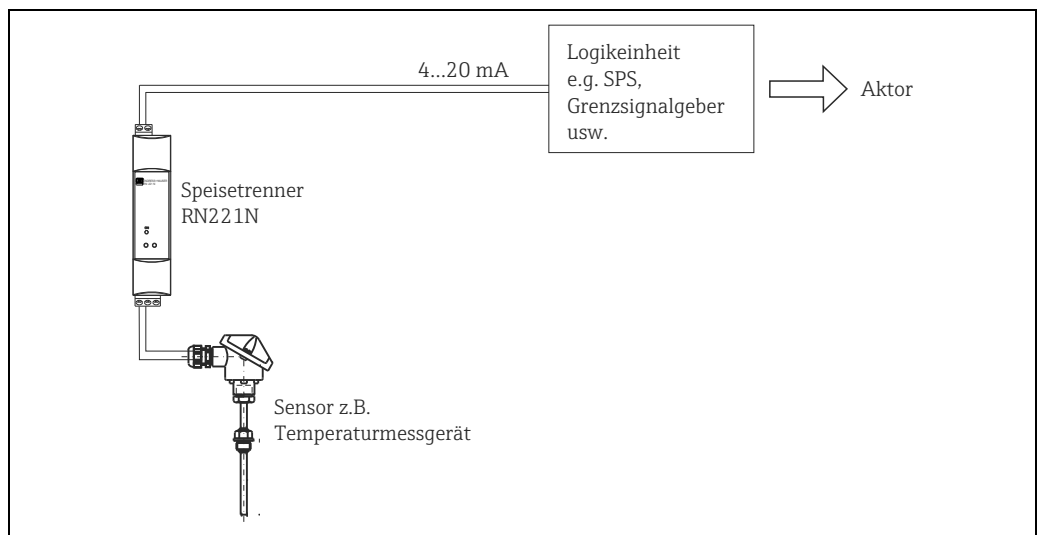 4...20 mA
Logikeinheit
e.g. SPS,
Grenzsignalgeber
usw.
Aktor
Speisetrenner
RN221N
Sensor z.B.
Temperaturmessgerät